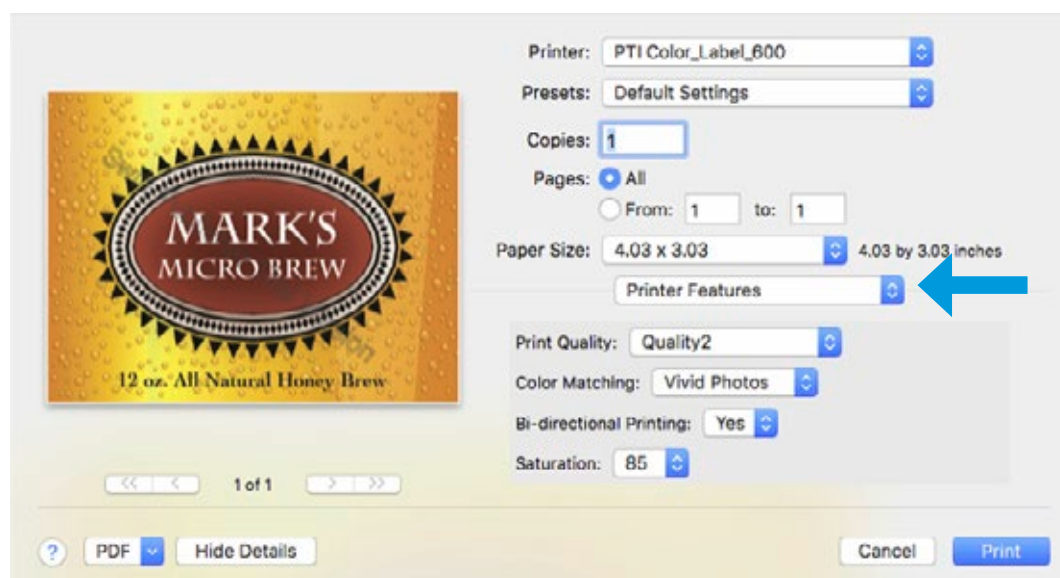 Printer: PTI Color_Label_600
Presets: Default Settings
Copies: 1
Pages: All
From: 1 to: 1
Paper Size: 4.03 x 3.03 4.03 by 3.03 inches
Printer Features
Print Quality: Quality2
Color Matching: Vivid Photos
Bi-directional Printing: Yes
Saturation: 85
MARK'S
MICRO BREW
12 oz. All Natural Honey Brew
<< < 1 of 1 > >>
? PDF Hide Details Cancel Print